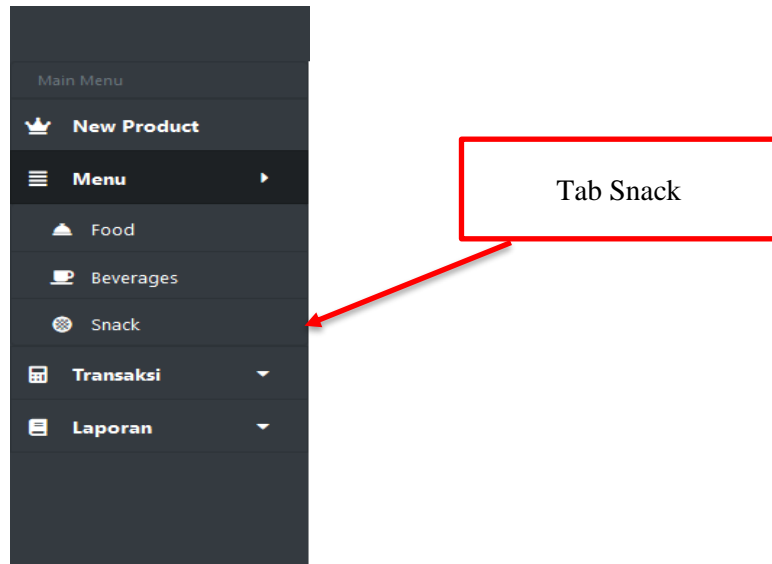 Main Menu
New Product
Menu
Food
Beverages
Snack
Transaksi
Laporan
Tab Snack